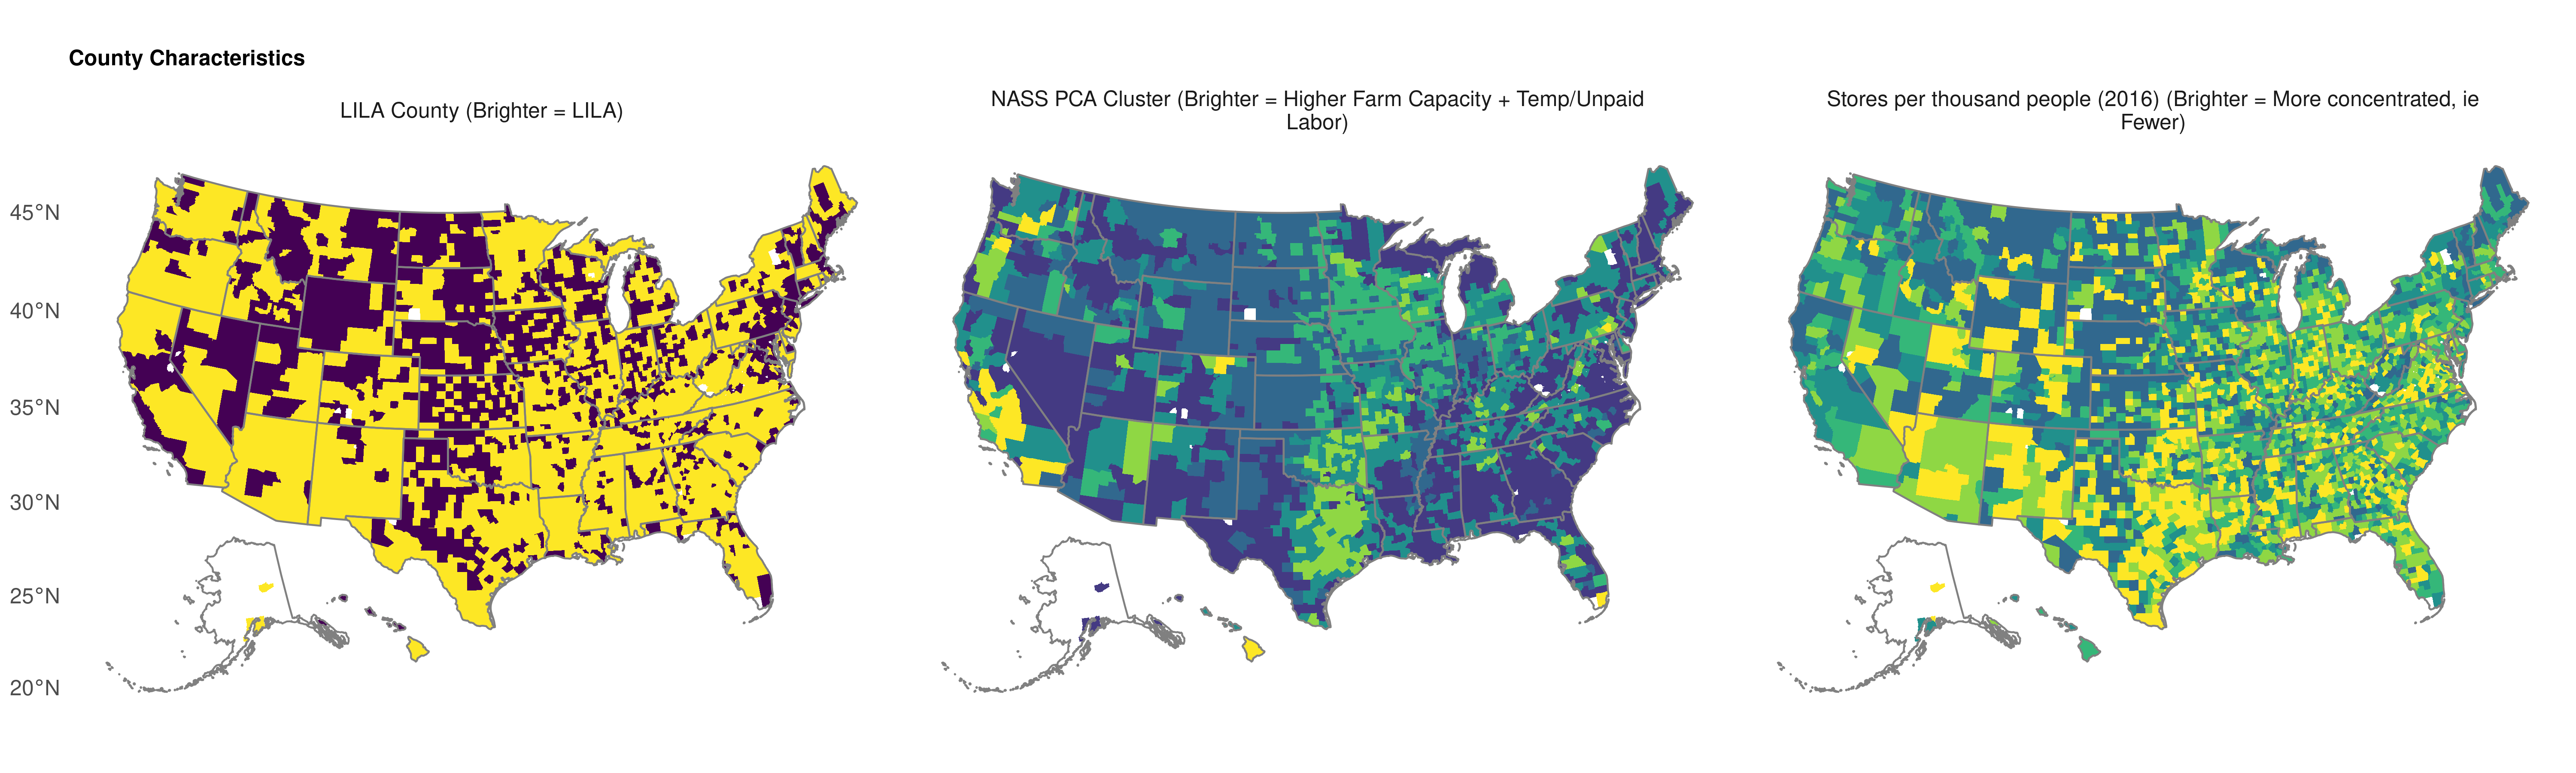 County Characteristics
LILA County (Brighter = LILA)
NASS PCA Cluster (Brighter = Higher Farm Capacity + Temp/Unpaid
Labor)
Stores per thousand people (2016) (Brighter = More concentrated, ie
Fewer)
45°N
40°N
35°N
30°N
25°N
20°N